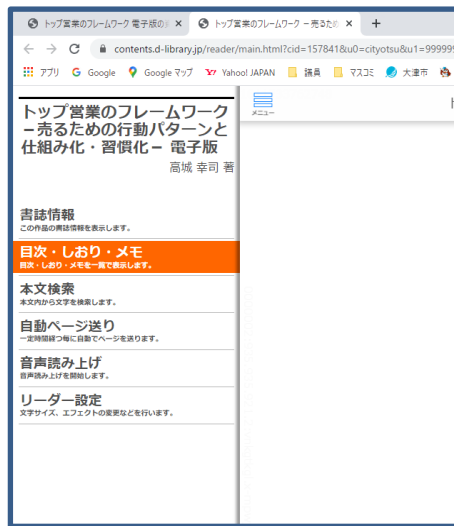 トップ営業のフレームワーク 電子版の
トップ営業のフレームワーク －売るため
contents.d-library.jp/reader/main.html?cid=157841&u0=cityotsu&u1=99999
アプリ Google Google マップ Yahoo! JAPAN 議員 マスコミ 大津市
トップ営業のフレームワーク
－売るための行動パターンと
仕組み化・習慣化－ 電子版
高城 幸司 著
メニュー
書誌情報
この作品の書誌情報を表示します。
目次・しおり・メモ
目次・しおり・メモを一覧で表示します。
本文検索
本文内から文字を検索します。
自動ページ送り
一定時間経つ毎に自動でページを送ります。
音声読み上げ
音声読み上げを開始します。
リーダー設定
文字サイズ、エフェクトの変更などを行います。